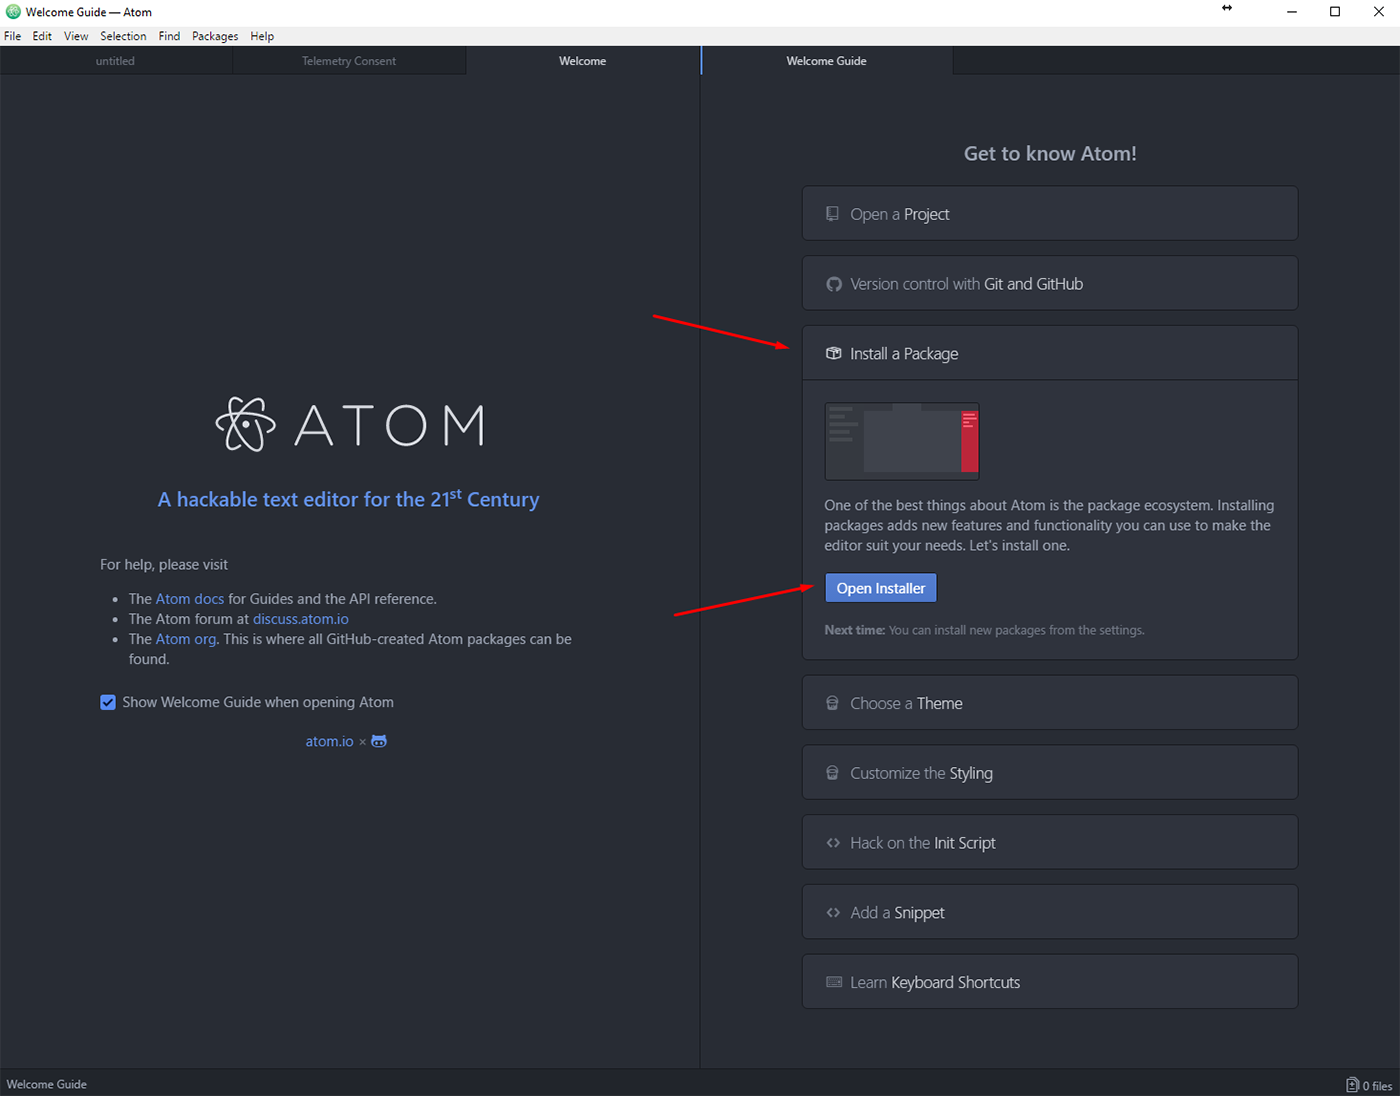 Welcome Guide — Atom
File Edit View Selection Find Packages Help
untitled Telemetry Consent Welcome Welcome Guide
ATOM
A hackable text editor for the 21st Century
For help, please visit
The Atom docs for Guides and the API reference.
The Atom forum at discuss.atom.io
The Atom org. This is where all GitHub-created Atom packages can be
found.
Show Welcome Guide when opening Atom
atom.io ×
Get to know Atom!
Open a Project
Version control with Git and GitHub
Install a Package
One of the best things about Atom is the package ecosystem. Installing
packages adds new features and functionality you can use to make the
editor suit your needs. Let's install one.
Open Installer
Next time: You can install new packages from the settings.
Choose a Theme
Customize the Styling
Hack on the Init Script
Add a Snippet
Learn Keyboard Shortcuts
Welcome Guide
0 files